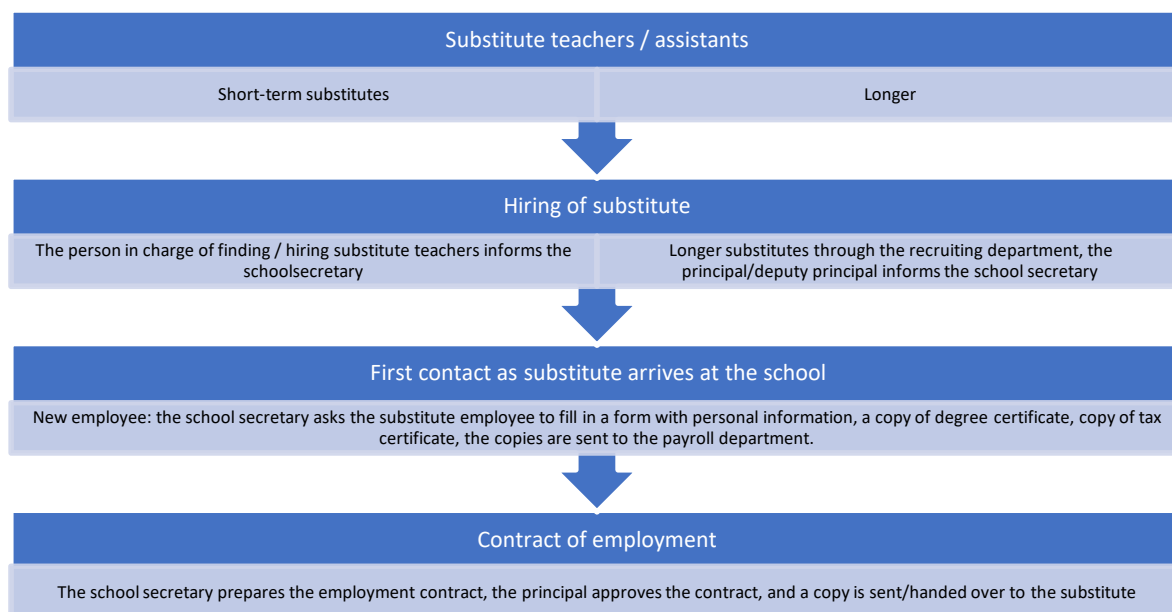 Substitute teachers / assistants
Short-term substitutes
Longer
Hiring of substitute
The person in charge of finding / hiring substitute teachers informs the
schoolsecretary
Longer substitutes through the recruiting department, the
principal/deputy principal informs the school secretary
First contact as substitute arrives at the school
New employee: the school secretary asks the substitute employee to fill in a form with personal information, a copy of degree certificate, copy of tax
certificate, the copies are sent to the payroll department.
Contract of employment
The school secretary prepares the employment contract, the principal approves the contract, and a copy is sent/handed over to the substitute